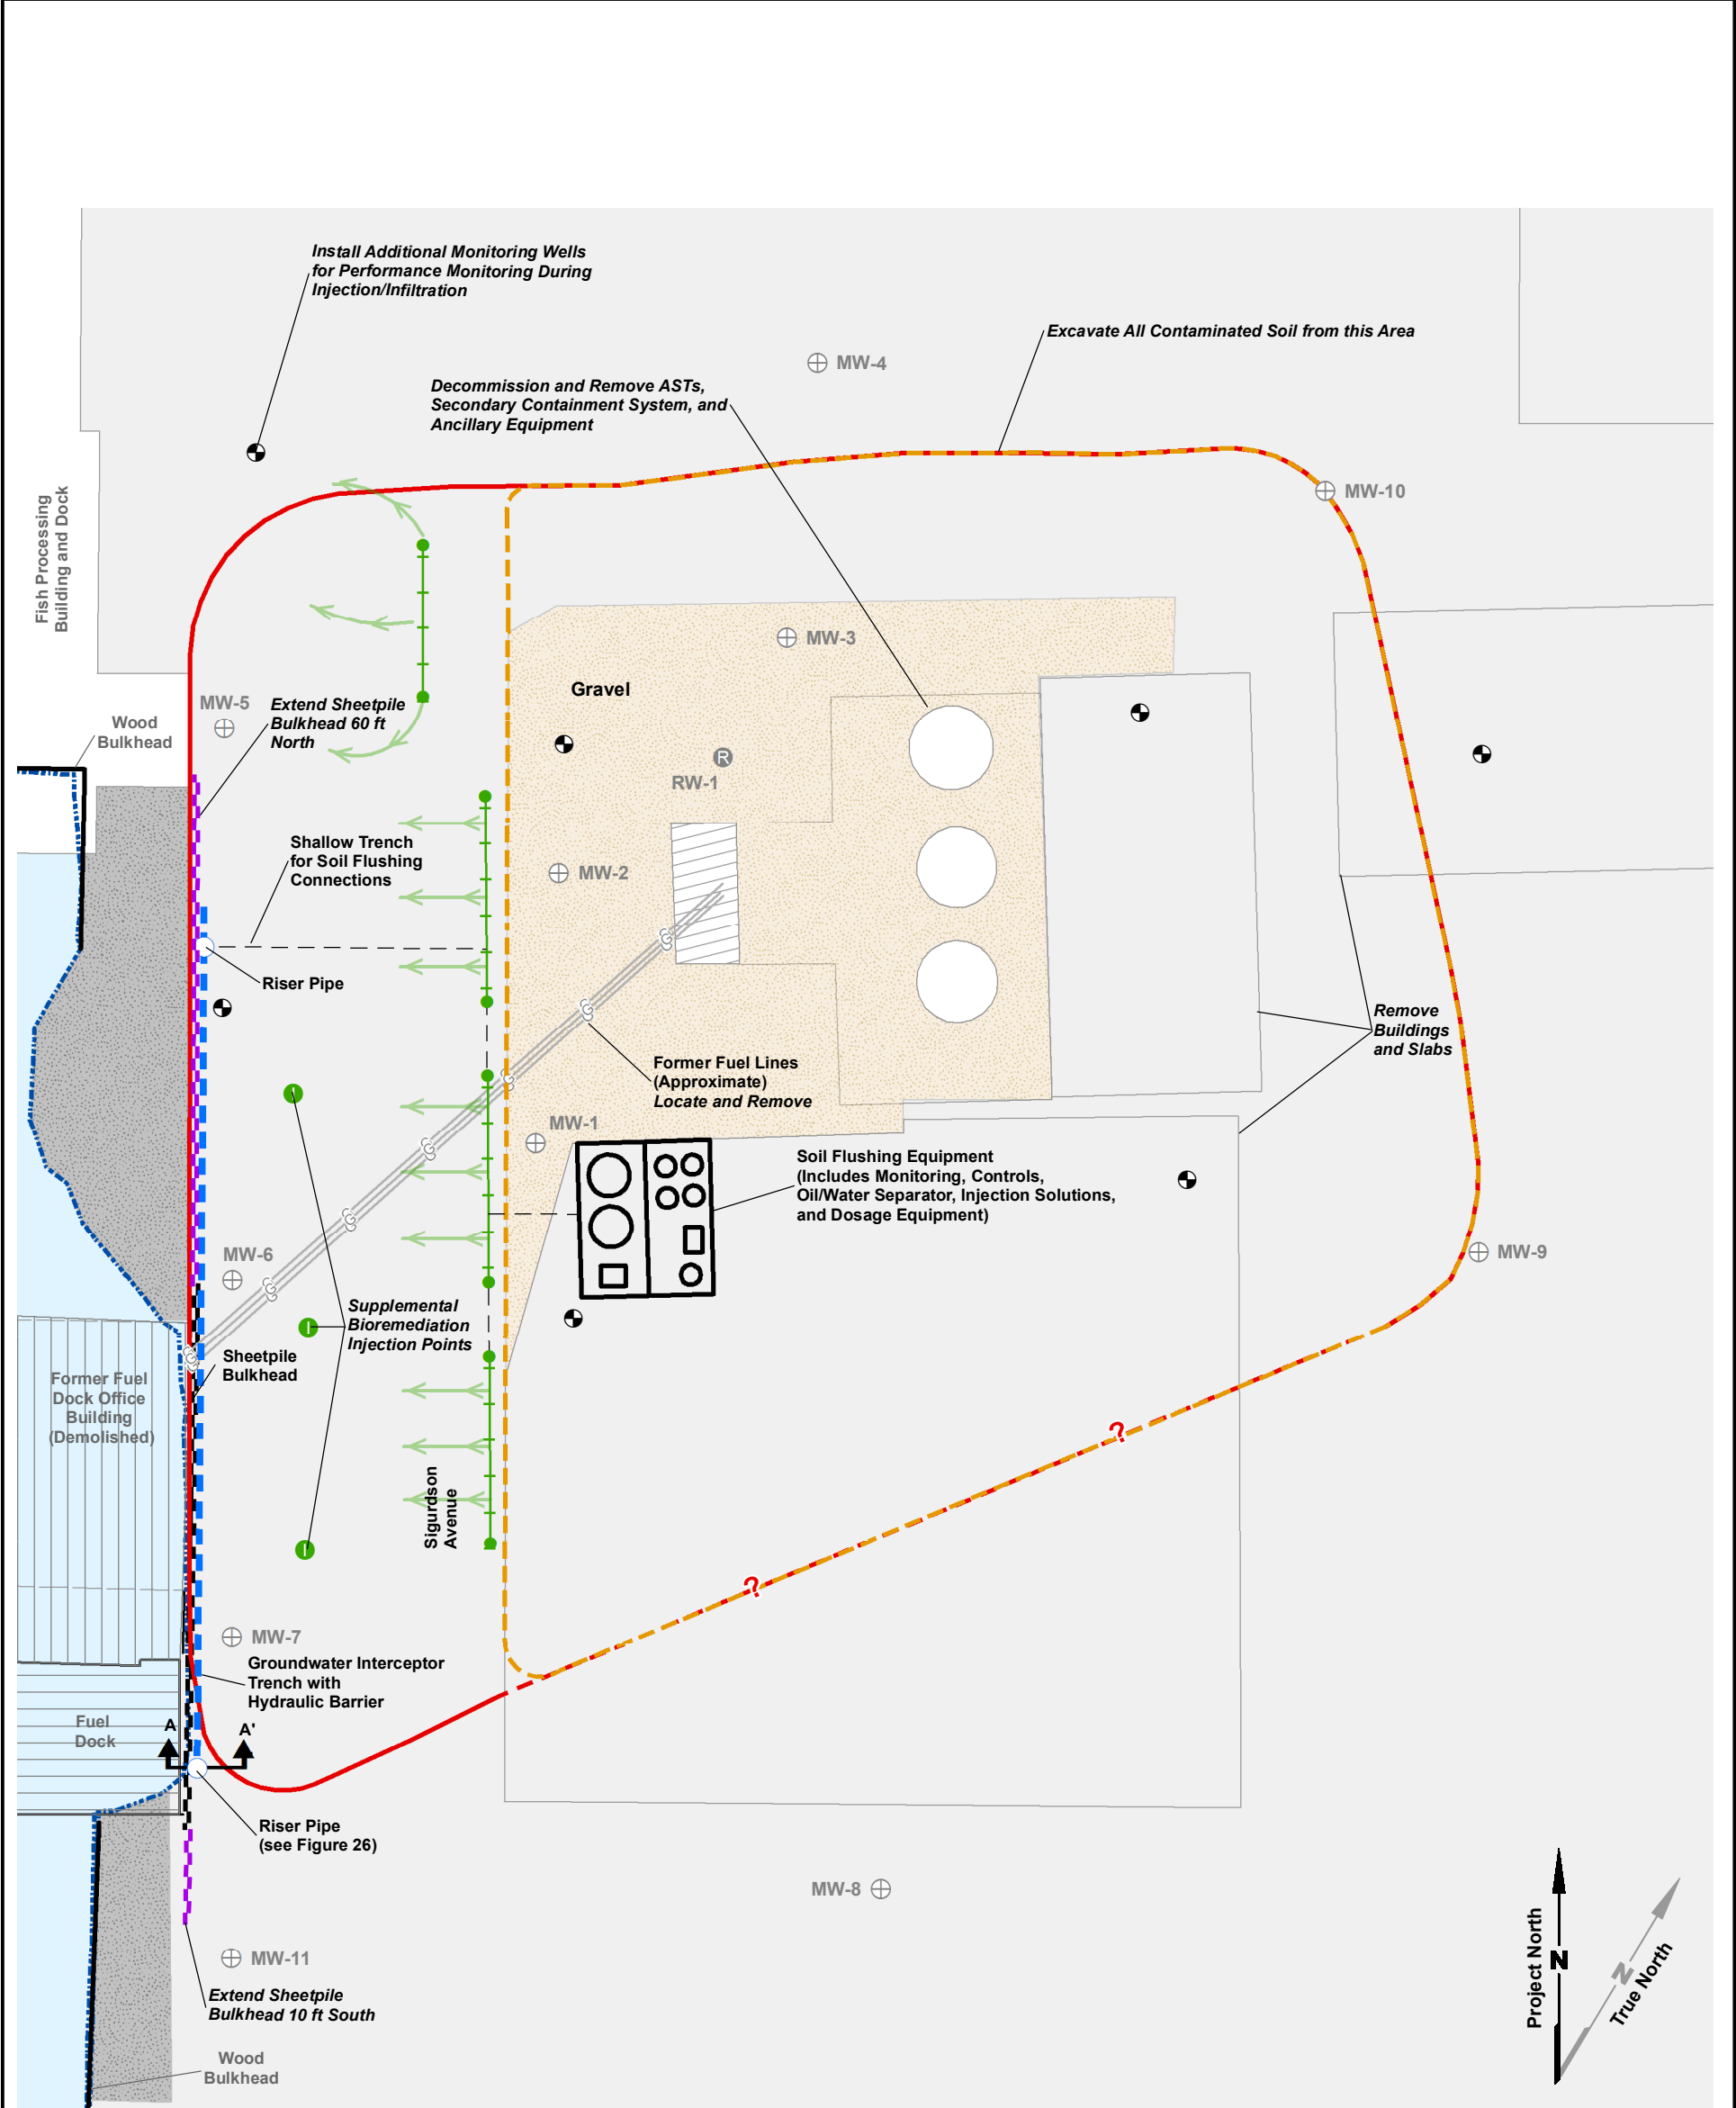 Install Additional Monitoring Wells
for Performance Monitoring During
Injection/Infiltration
Excavate All Contaminated Soil from this Area
MW-4
Decommission and Remove ASTs,
Secondary Containment System, and
Ancillary Equipment
MW-10
Fish Processing
Building and Dock
MW-3
Gravel
MW-5
Extend Sheetpile
Bulkhead 60 ft
North
Wood
Bulkhead
R
RW-1
Shallow Trench
for Soil Flushing
Connections
MW-2
G
Riser Pipe
G
Remove
Buildings
and Slabs
Former Fuel Lines
(Approximate)
Locate and Remove
G
I
MW-1
G
Soil Flushing Equipment
(Includes Monitoring, Controls,
Oil/Water Separator, Injection Solutions,
and Dosage Equipment)
G
MW-6
G
MW-9
Supplemental
Bioremediation
Injection Points
I
G
Sheetpile
Bulkhead
Former Fuel
Dock Office
Building
(Demolished)
?
Sigurdson
Avenue
I
?
MW-7
Groundwater Interceptor
Trench with
Hydraulic Barrier
Fuel
Dock
A
A'
Riser Pipe
(see Figure 26)
MW-8
MW-11
Extend Sheetpile
Bulkhead 10 ft South
Wood
Bulkhead
Project North
N
N
True North